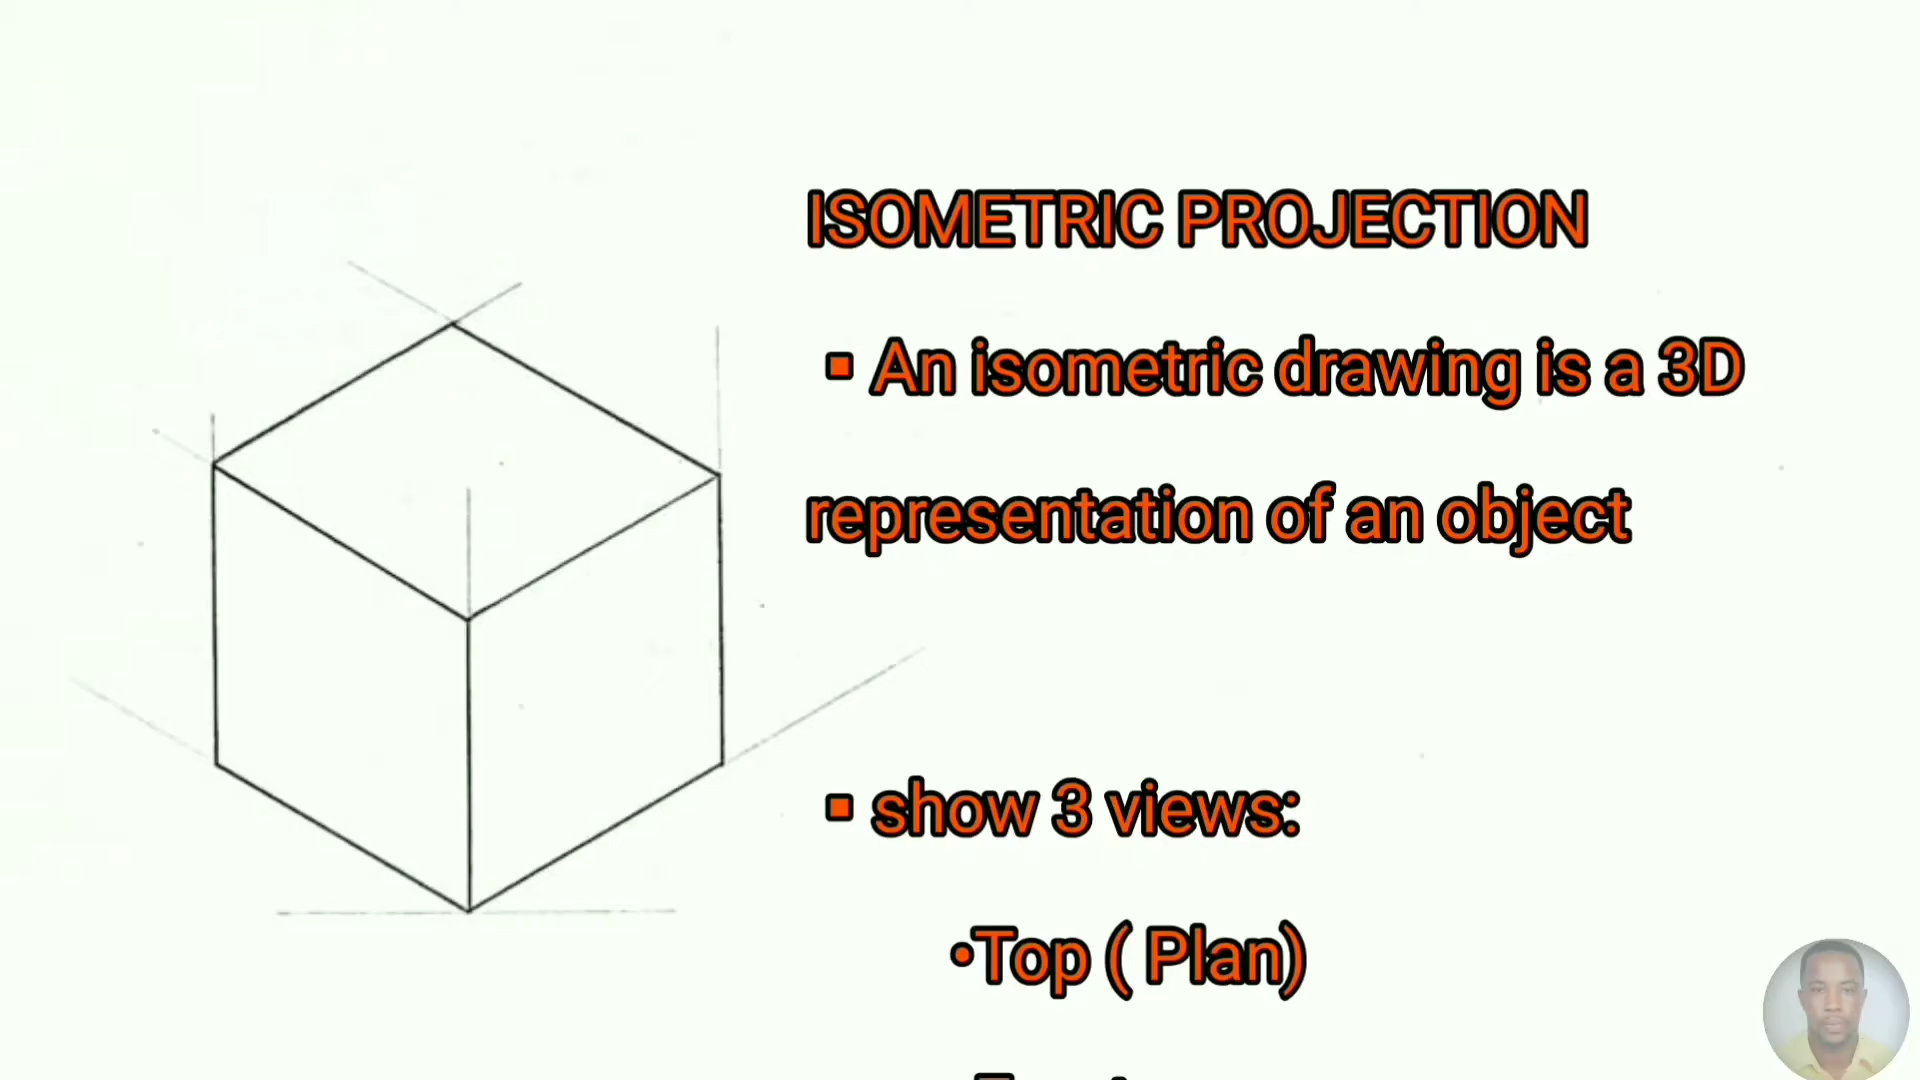 ISOMETRIC PROJECTION
▪ An isometric drawing is a 3D
representation of an object
▪ show 3 views:
•Top ( Plan)